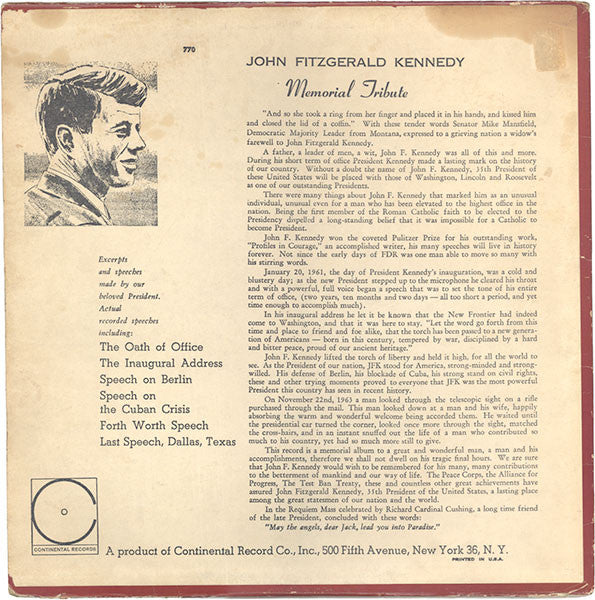 770
JOHN FITZGERALD KENNEDY
Memorial Tribute
"And so she took a ring from her finger and placed it in his hands, and kissed him
and closed the lid of a coffin." With these tender words Senator Mike Mansfield,
Democratic Majority Leader from Montana, expressed to a grieving nation a widow's
farewell to John Fitzgerald Kennedy.
A father, a leader of men, a wit, John F. Kennedy was all of this and more.
During his short term of office President Kennedy made a lasting mark on the history
of our country. Without a doubt the name of John F. Kennedy, 35th President of
these United States will be placed with those of Washington, Lincoln and Roosevelt
as one of our outstanding Presidents.
There were many things about John F. Kennedy that marked him as an unusual
individual, unusual even for a man who has been elevated to the highest office in the
nation. Being the first member of the Roman Catholic faith to be elected to the
Presidency dispelled a long-standing belief that it was impossible for a Catholic to
become President.
John F. Kennedy won the coveted Pulitzer Prize for his outstanding work,
"Profiles in Courage," an accomplished writer, his many speeches will live in history
forever. Not since the early days of FDR was one man able to move so many with
his stirring words.
January 20, 1961, the day of President Kennedy's inauguration, was a cold and
blustery day; as the new President stepped up to the microphone he cleared his throat
and with a powerful, full voice began a speech that was to set the tone of his entire
term of office, (two years, ten months and two days — all too short a period, and yet
time enough to accomplish much).
In his inaugural address he let it be known that the New Frontier had indeed
come to Washington, and that it was here to stay. "Let the word go forth from this
time and place to friend and foe alike, that the torch has been passed to a new genera-
tion of Americans — born in this century, tempered by war, disciplined by a hard
and bitter peace, proud of our ancient heritage."
John F. Kennedy lifted the torch of liberty and held it high, for all the world to
see. As the President of our nation, JFK stood for America, strong-minded and strong-
willed. His defense of Berlin, his blockade of Cuba, his strong stand on civil rights,
these and other trying moments proved to everyone that JFK was the most powerful
President this country has seen in recent history.
On November 22nd, 1963 a man looked through the telescopic sight on a rifle
purchased through the mail. This man looked down at a man and his wife, happily
absorbing the warm and wonderful welcome being accorded them. He waited until
the presidential car turned the corner, looked once more through the sight, matched
the cross-hairs, and in an instant snuffed out the life of a man who contributed so
much to his country, yet had so much more still to give.
This record is a memorial album to a great and wonderful man, a man and his
accomplishments, therefore we shall not dwell on his tragic final hours. We are sure
that John F. Kennedy would wish to be remembered for his many, many contributions
to the betterment of mankind and our way of life. The Peace Corps, the Alliance for
Progress, The Test Ban Treaty, these and countless other great achievements have
assured John Fitzgerald Kennedy, 35th President of the United States, a lasting place
among the great statesmen of our nation and the world.
In the Requiem Mass celebrated by Richard Cardinal Cushing, a long time friend
of the late President, concluded with these words:
"May the angels, dear Jack, lead you into Paradise."
Excerpts
and speeches
made by our
beloved President.
Actual
recorded speeches
including:
The Oath of Office
The Inaugural Address
Speech on Berlin
Speech on
the Cuban Crisis
Forth Worth Speech
Last Speech, Dallas, Texas
CONTINENTAL RECORDS
A product of Continental Record Co., Inc., 500 Fifth Avenue, New York 36, N. Y.
PRINTED IN U.S.A.